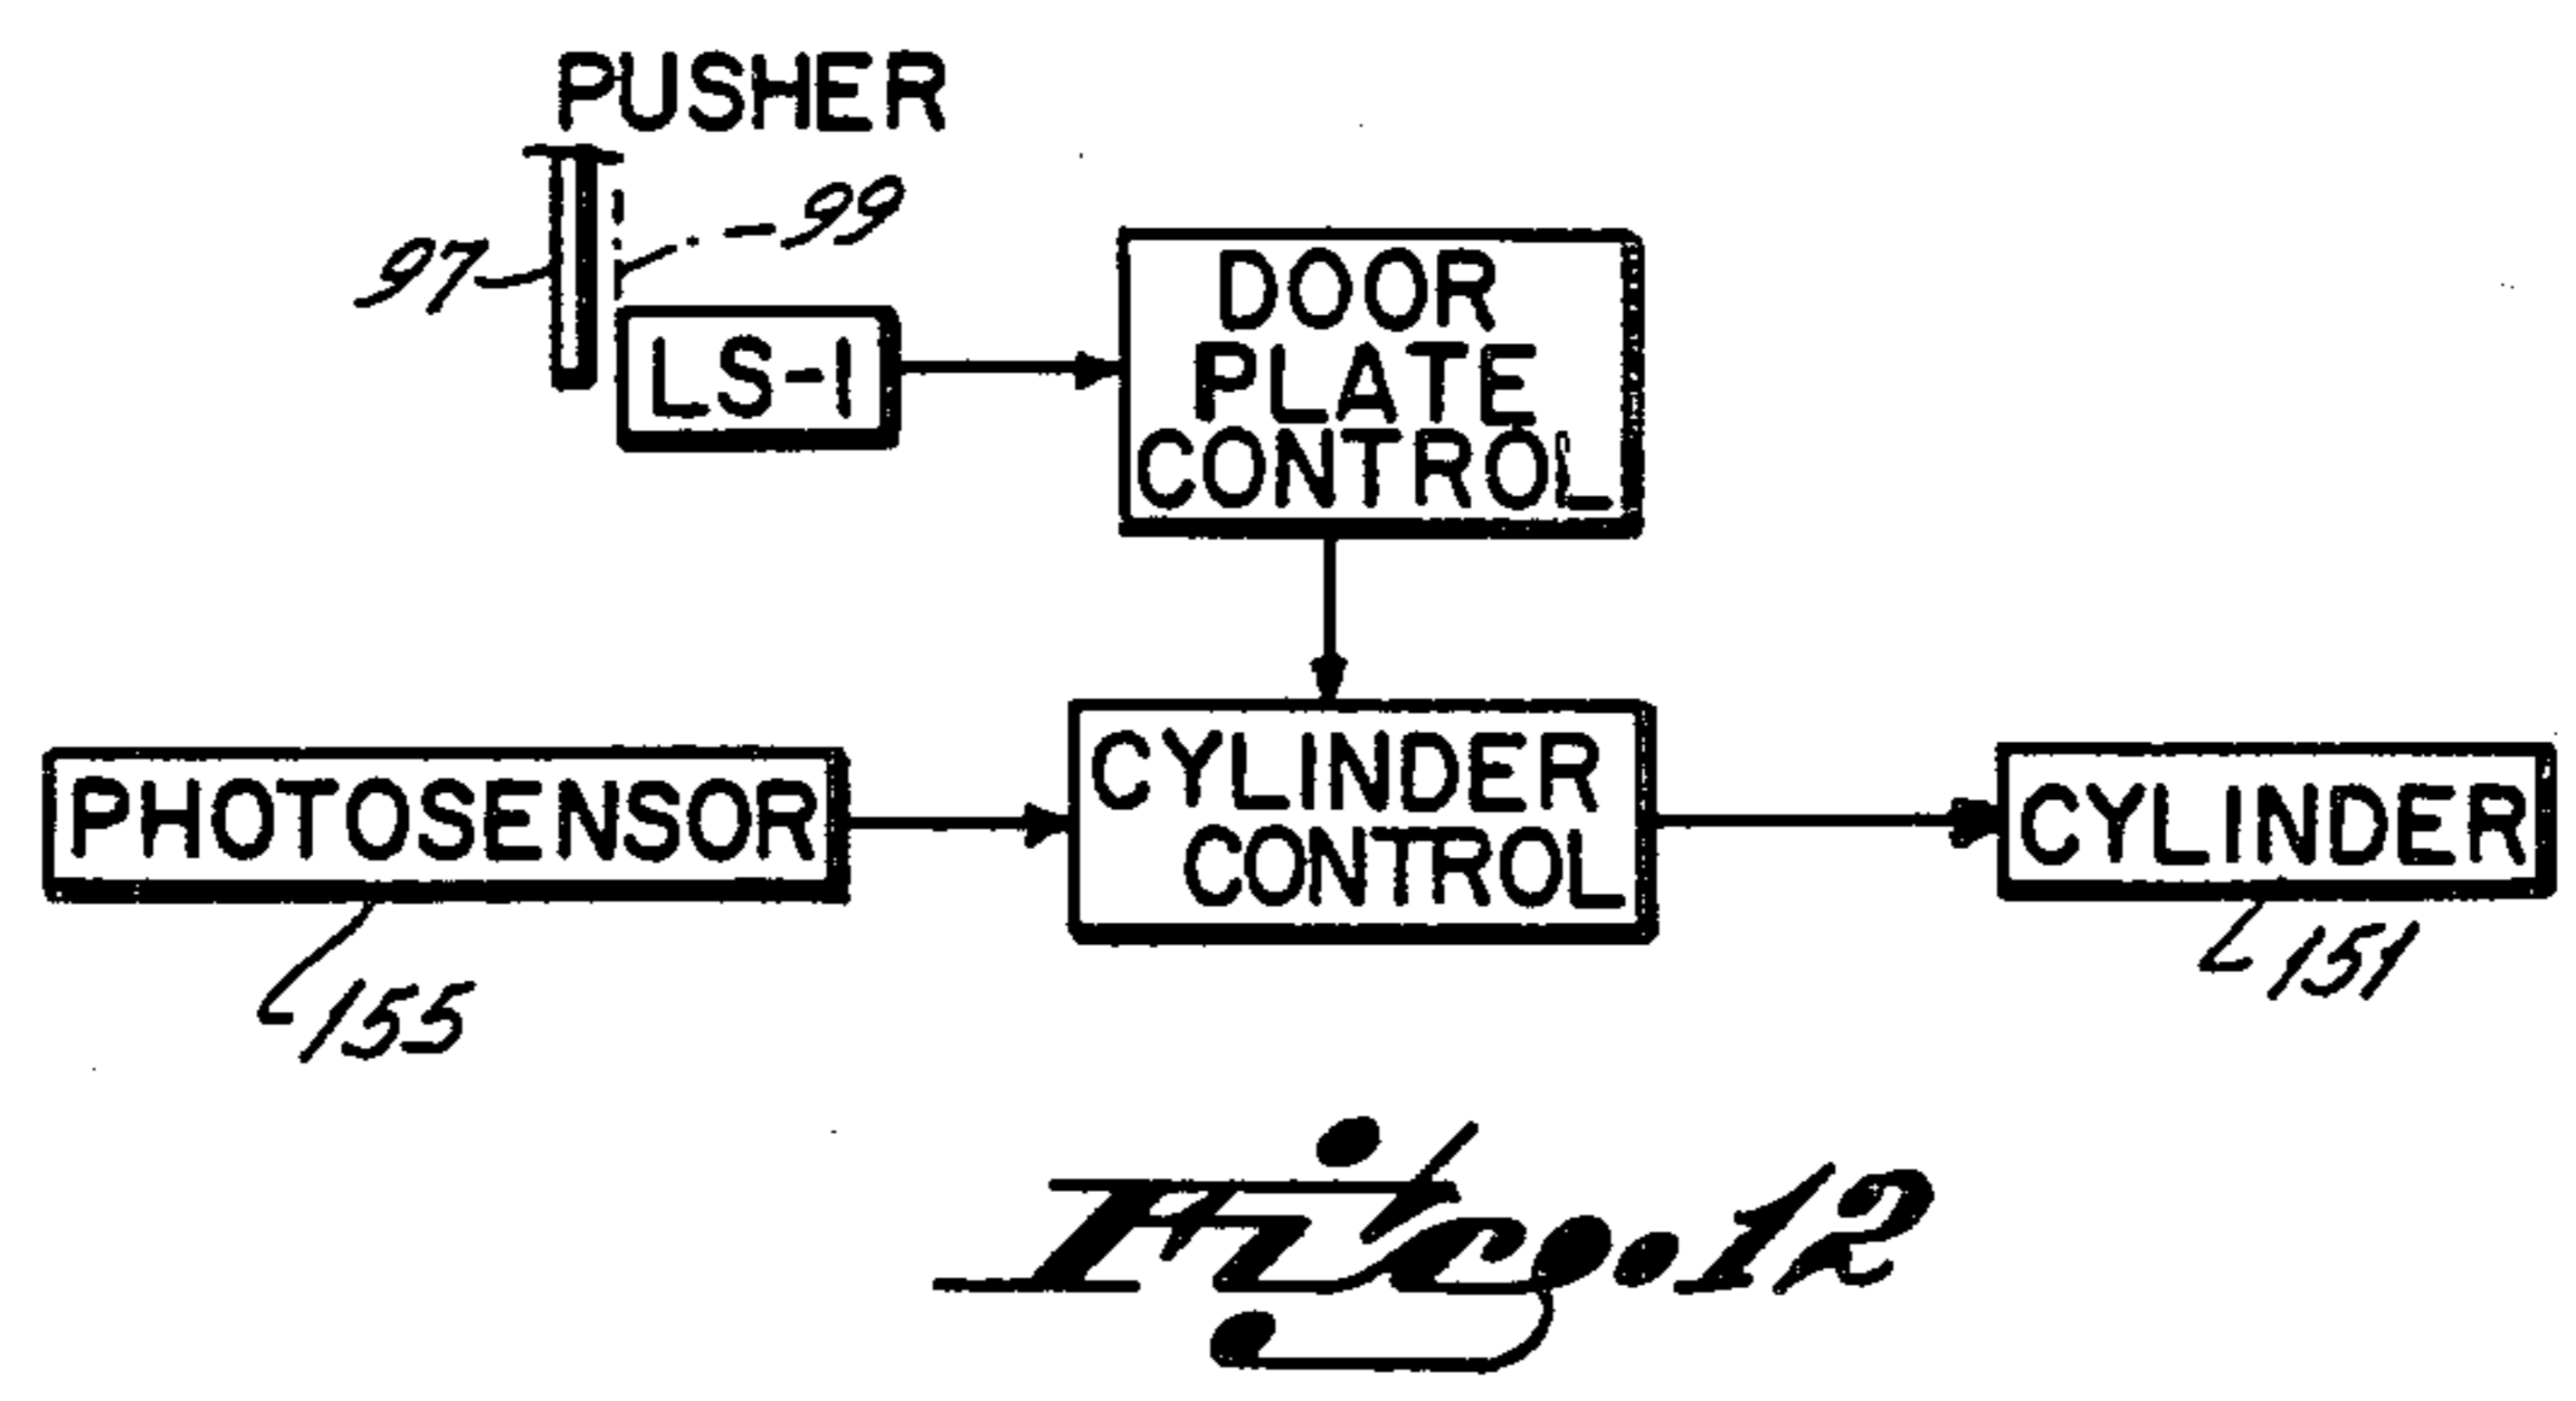 PUSHER
97
99
LS-1
DOOR
PLATE
CONTROL
PHOTOSENSOR
155
CYLINDER
CONTROL
CYLINDER
151
Fig. 12